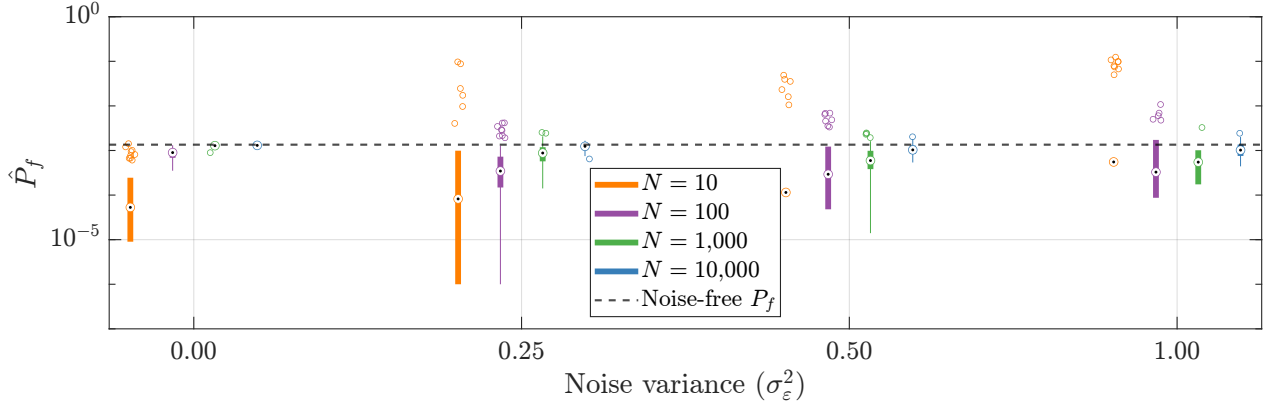 10^0
10^{-5}
\hat{P}_f
N = 10
N = 100
N = 1,000
N = 10,000
Noise-free P_f
0.00
0.25
0.50
1.00
Noise variance (σ_ε^2)